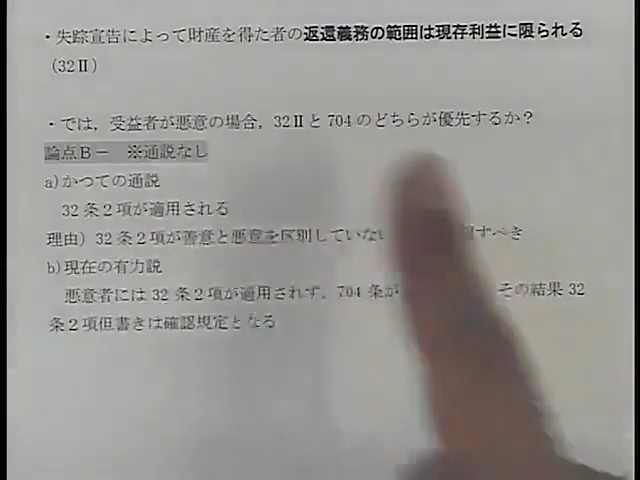 ・失踪宣告によって財産を得た者の返還義務の範囲は現存利益に限られる
(32Ⅱ)
・では，受益者が悪意の場合，32Ⅱと704のどちらが優先するか？
論点B－　※通説なし
a)かつての通説
32条2項が適用される
理由）32条2項が善意と悪意を区別していない すべき
b)現在の有力説
悪意者には32条2項が適用されず，704条が その結果32
条2項但書きは確認規定となる